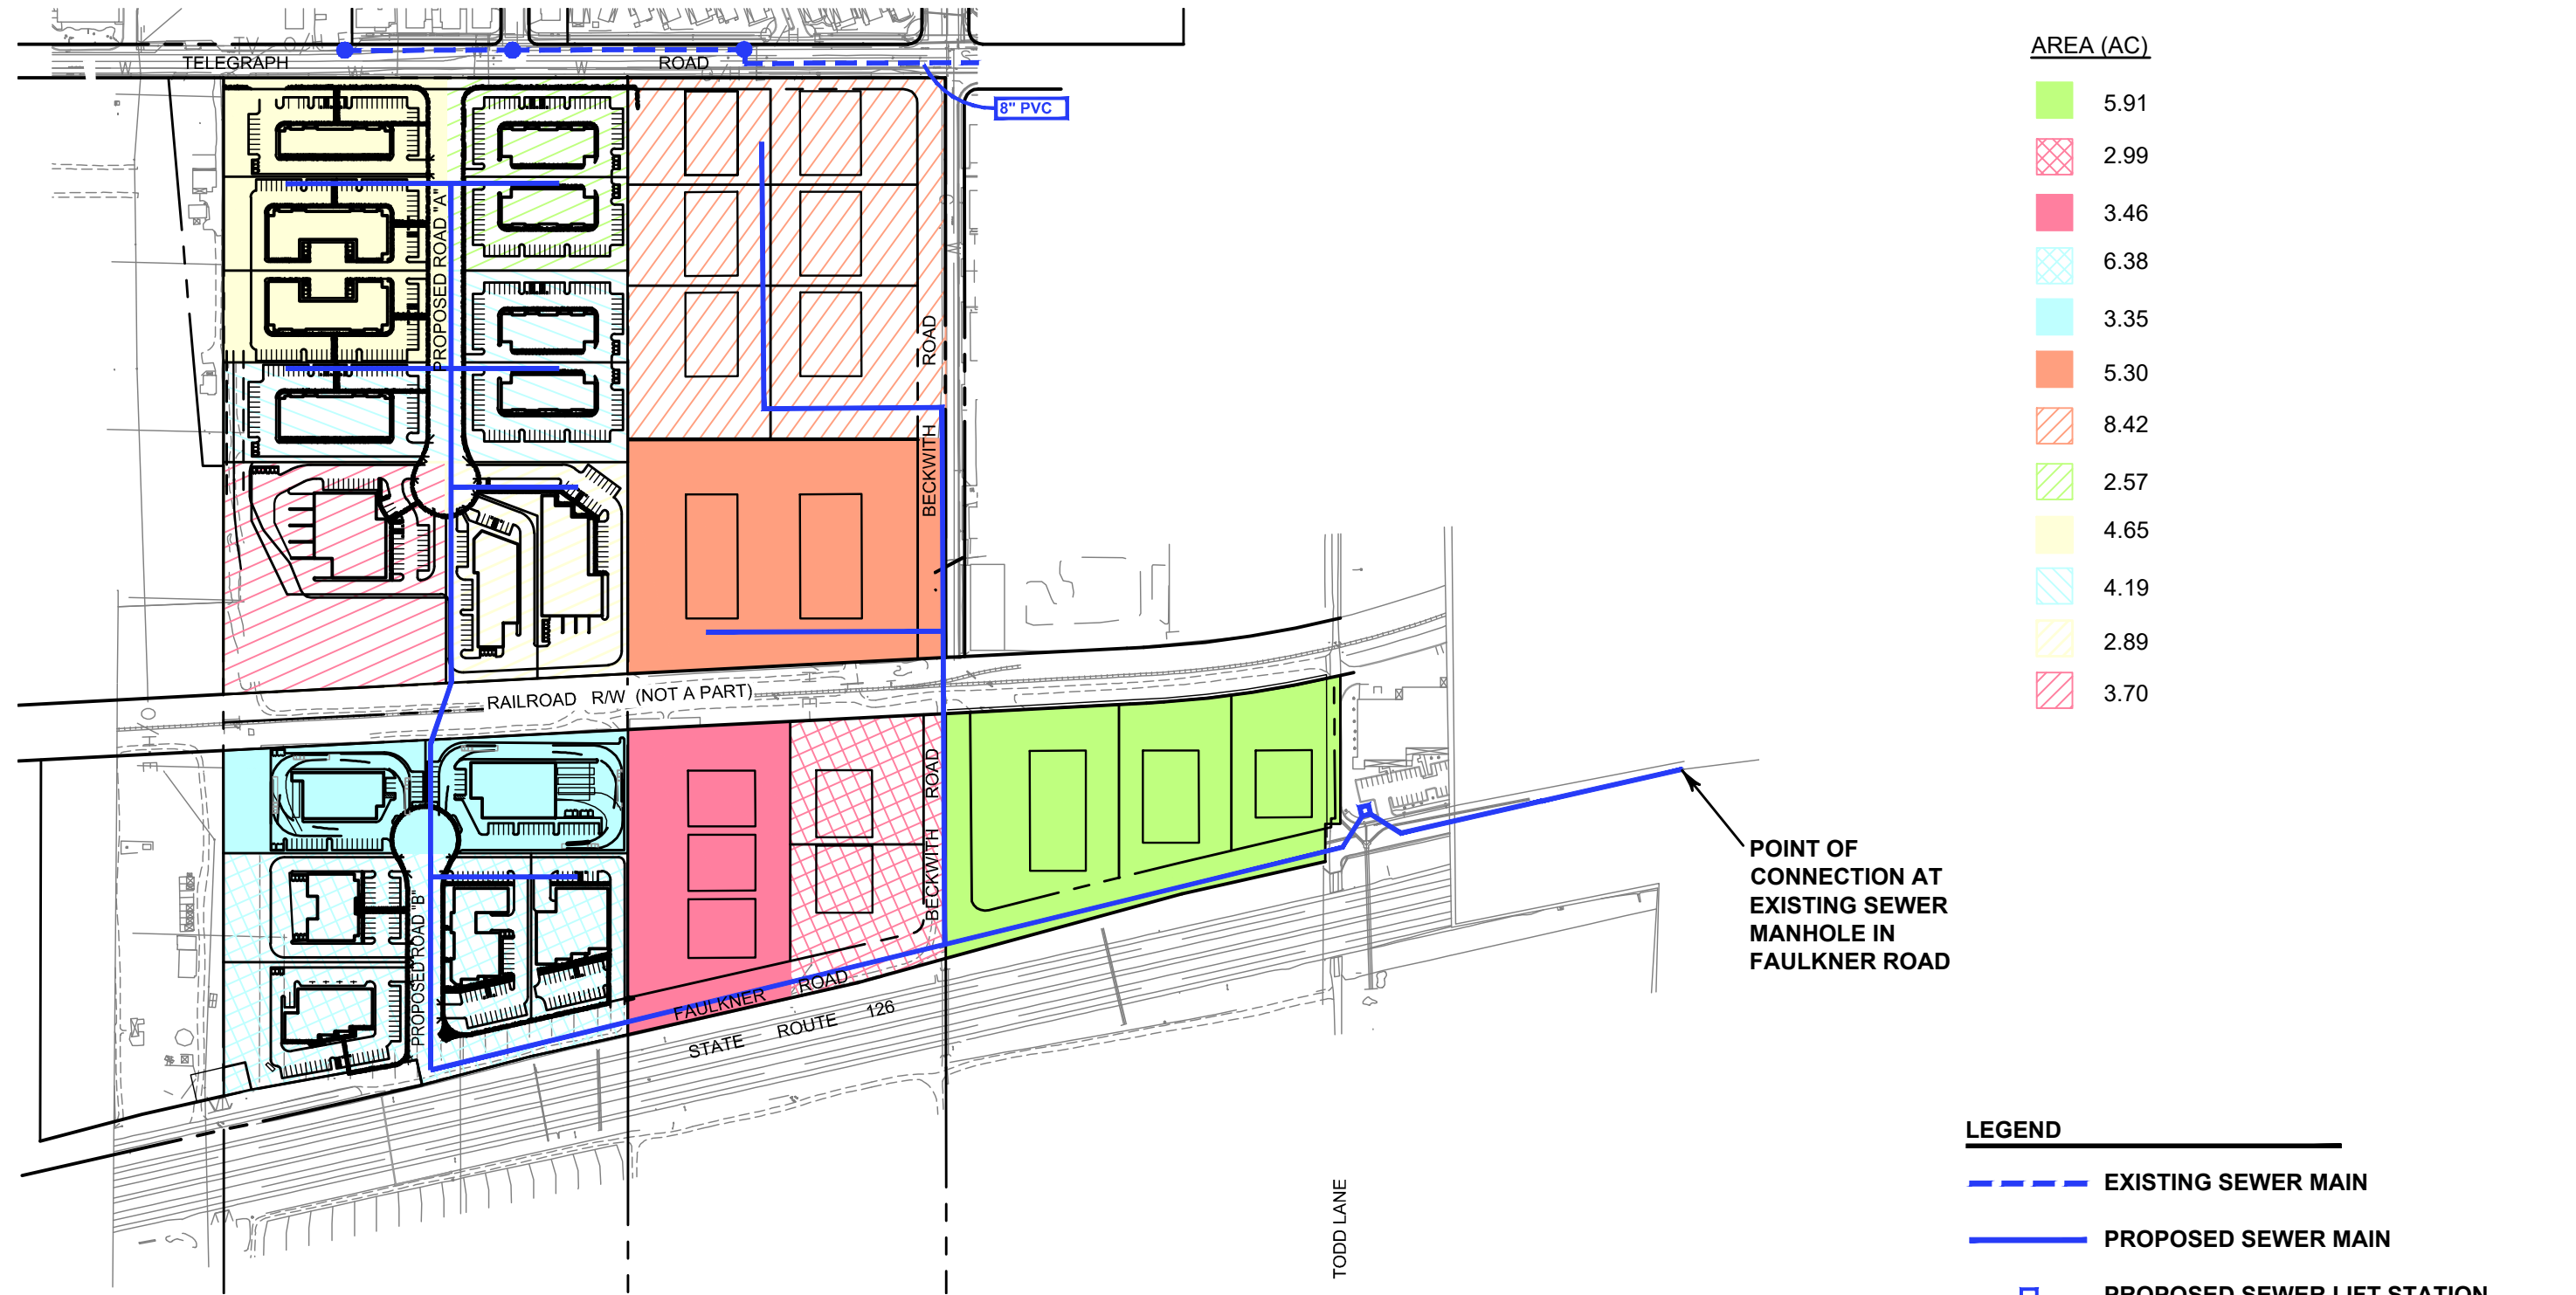 TELEGRAPH ROAD
8" PVC
PROPOSED ROAD "A"
BECKWITH ROAD
RAILROAD R/W (NOT A PART)
BECKWITH ROAD
PROPOSED ROAD "B"
FAULKNER ROAD
STATE ROUTE 126
TODD LANE
POINT OF
CONNECTION AT
EXISTING SEWER
MANHOLE IN
FAULKNER ROAD
AREA (AC)
5.91
2.99
3.46
6.38
3.35
5.30
8.42
2.57
4.65
4.19
2.89
3.70
LEGEND
EXISTING SEWER MAIN
PROPOSED SEWER MAIN
PROPOSED SEWER LIFT STATION